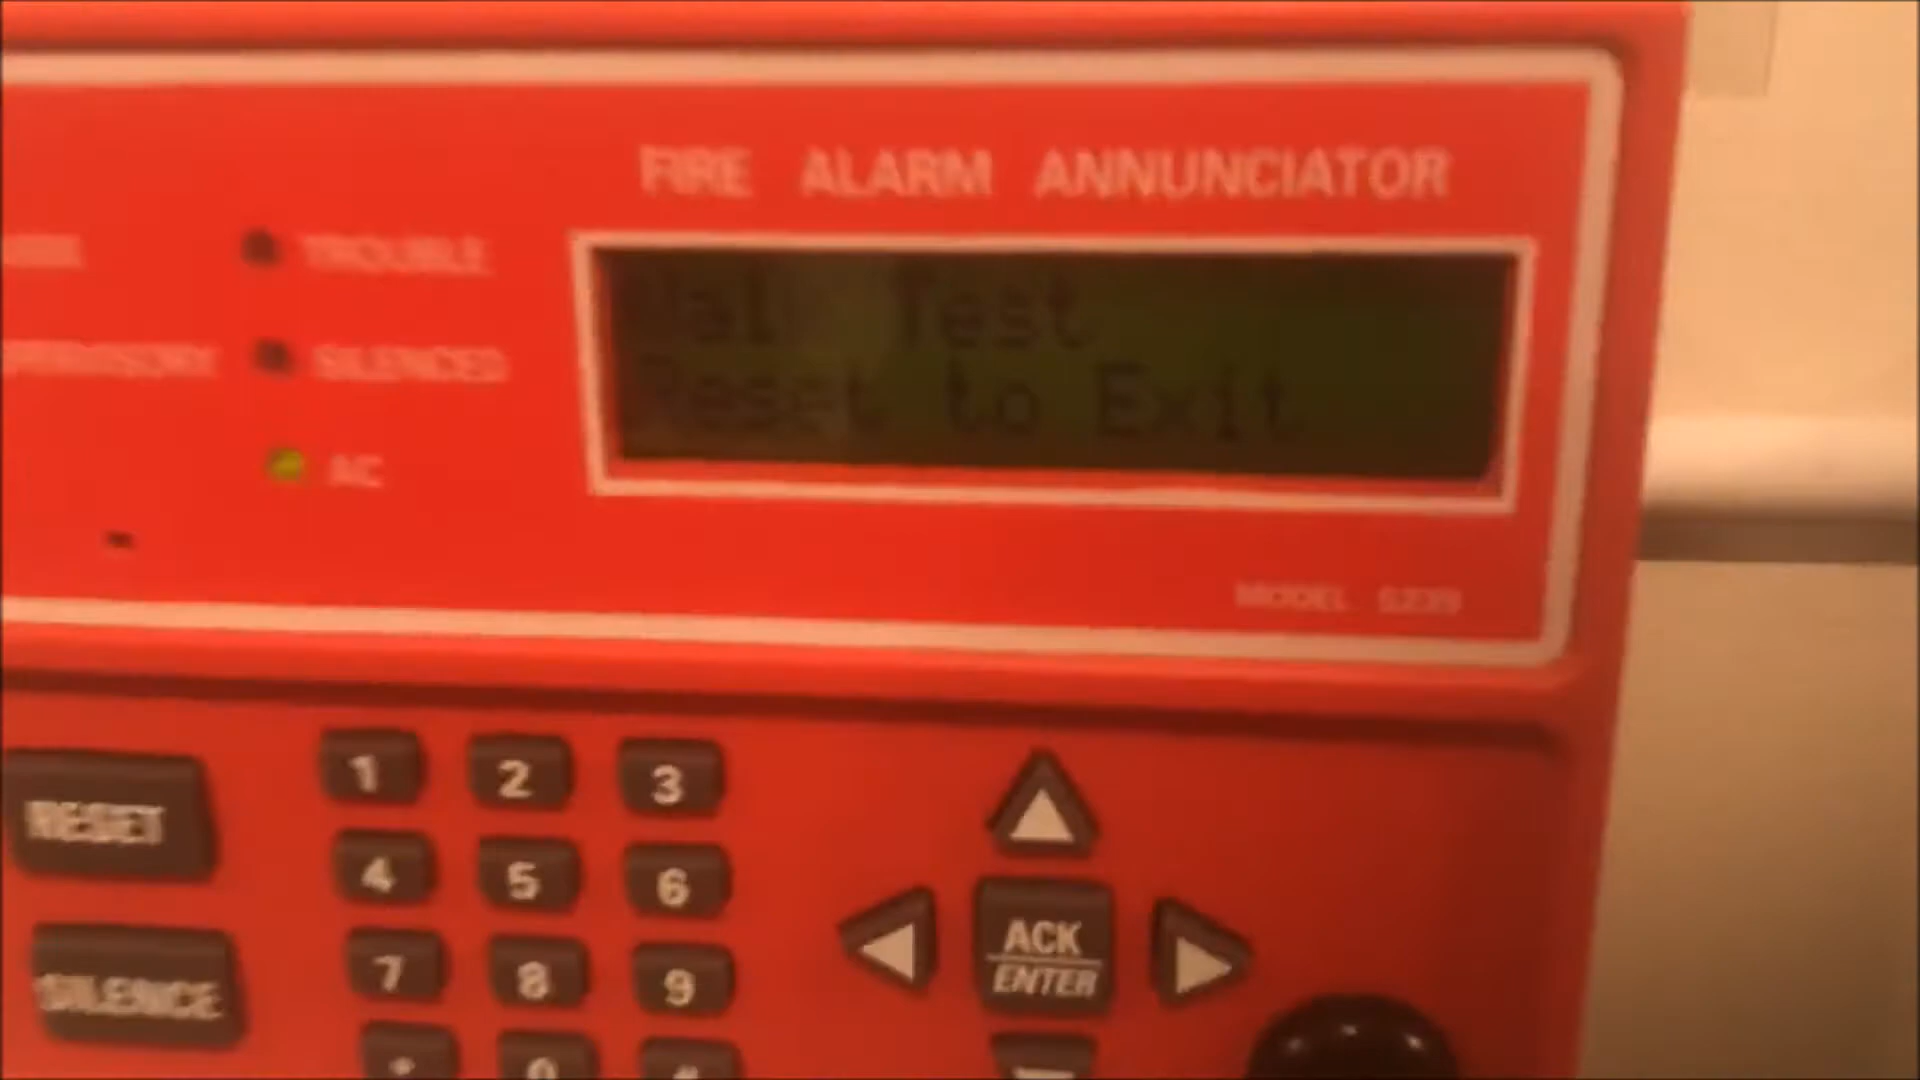 FIRE ALARM ANNUNCIATOR
TROUBLE
SILENCED
AC
Walk Test
Reset to Exit
MODEL
RESET
SILENCE
1 2 3
4 5 6
7 8 9
* 0 #
ACK
ENTER